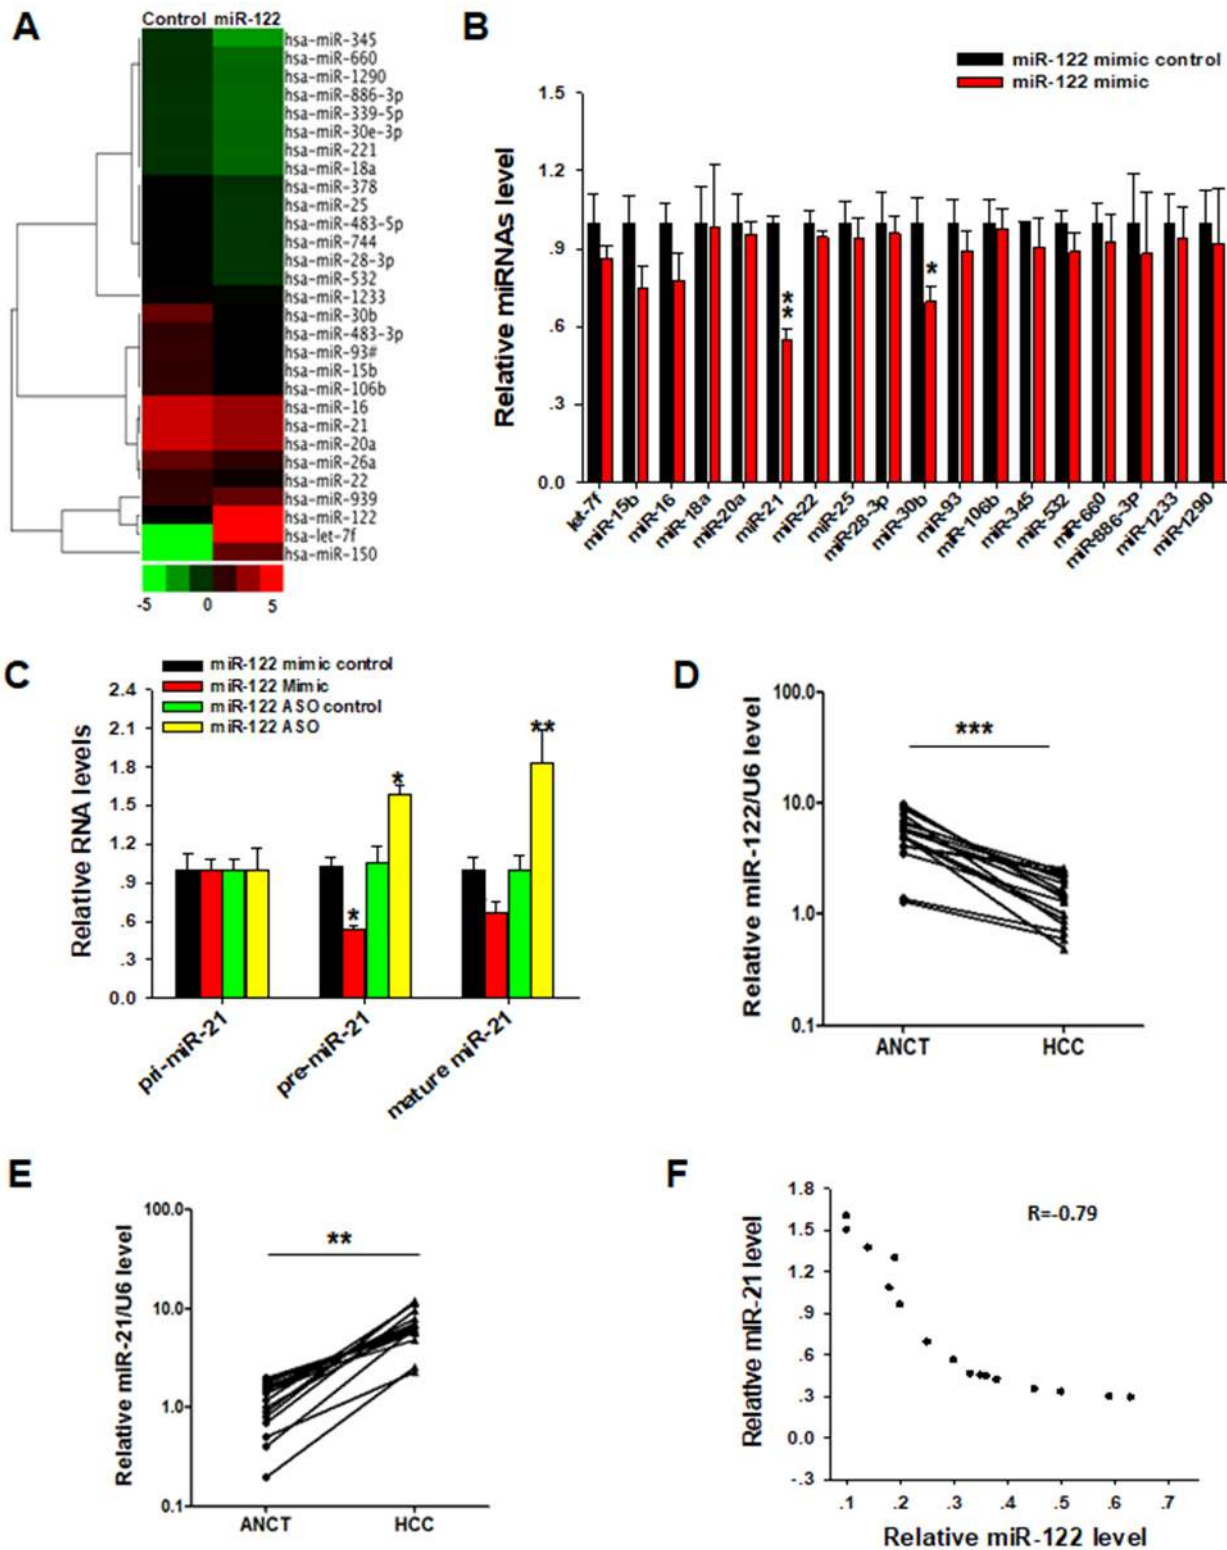 A
Control miR-122
hsa-miR-345
hsa-miR-660
hsa-miR-1290
hsa-miR-886-3p
hsa-miR-339-5p
hsa-miR-30e-3p
hsa-miR-221
hsa-miR-18a
hsa-miR-378
hsa-miR-25
hsa-miR-483-5p
hsa-miR-744
hsa-miR-28-3p
hsa-miR-532
hsa-miR-1233
hsa-miR-30b
hsa-miR-483-3p
hsa-miR-93#
hsa-miR-15b
hsa-miR-106b
hsa-miR-16
hsa-miR-21
hsa-miR-20a
hsa-miR-26a
hsa-miR-22
hsa-miR-939
hsa-miR-122
hsa-let-7f
hsa-miR-150
-5 0 5
B
miR-122 mimic control
miR-122 mimic
Relative miRNAs level
1.5
1.2
.9
.6
.3
0.0
**
*
let-7f
miR-15b
miR-16
miR-18a
miR-20a
miR-21
miR-22
miR-25
miR-28-3p
miR-30b
miR-93
miR-106b
miR-345
miR-532
miR-660
miR-886-3P
miR-1233
miR-1290
C
miR-122 mimic control
miR-122 Mimic
miR-122 ASO control
miR-122 ASO
Relative RNA levels
2.4
2.1
1.8
1.5
1.2
.9
.6
.3
0.0
*
*
**
pri-miR-21
pre-miR-21
mature miR-21
D
Relative miR-122/U6 level
100.0
10.0
1.0
0.1
***
ANCT HCC
E
Relative miR-21/U6 level
100.0
10.0
1.0
0.1
**
ANCT HCC
F
Relative mIR-21 level
1.8
1.5
1.2
.9
.6
.3
0.0
-.3
R=-0.79
.1 .2 .3 .4 .5 .6 .7
Relative miR-122 level